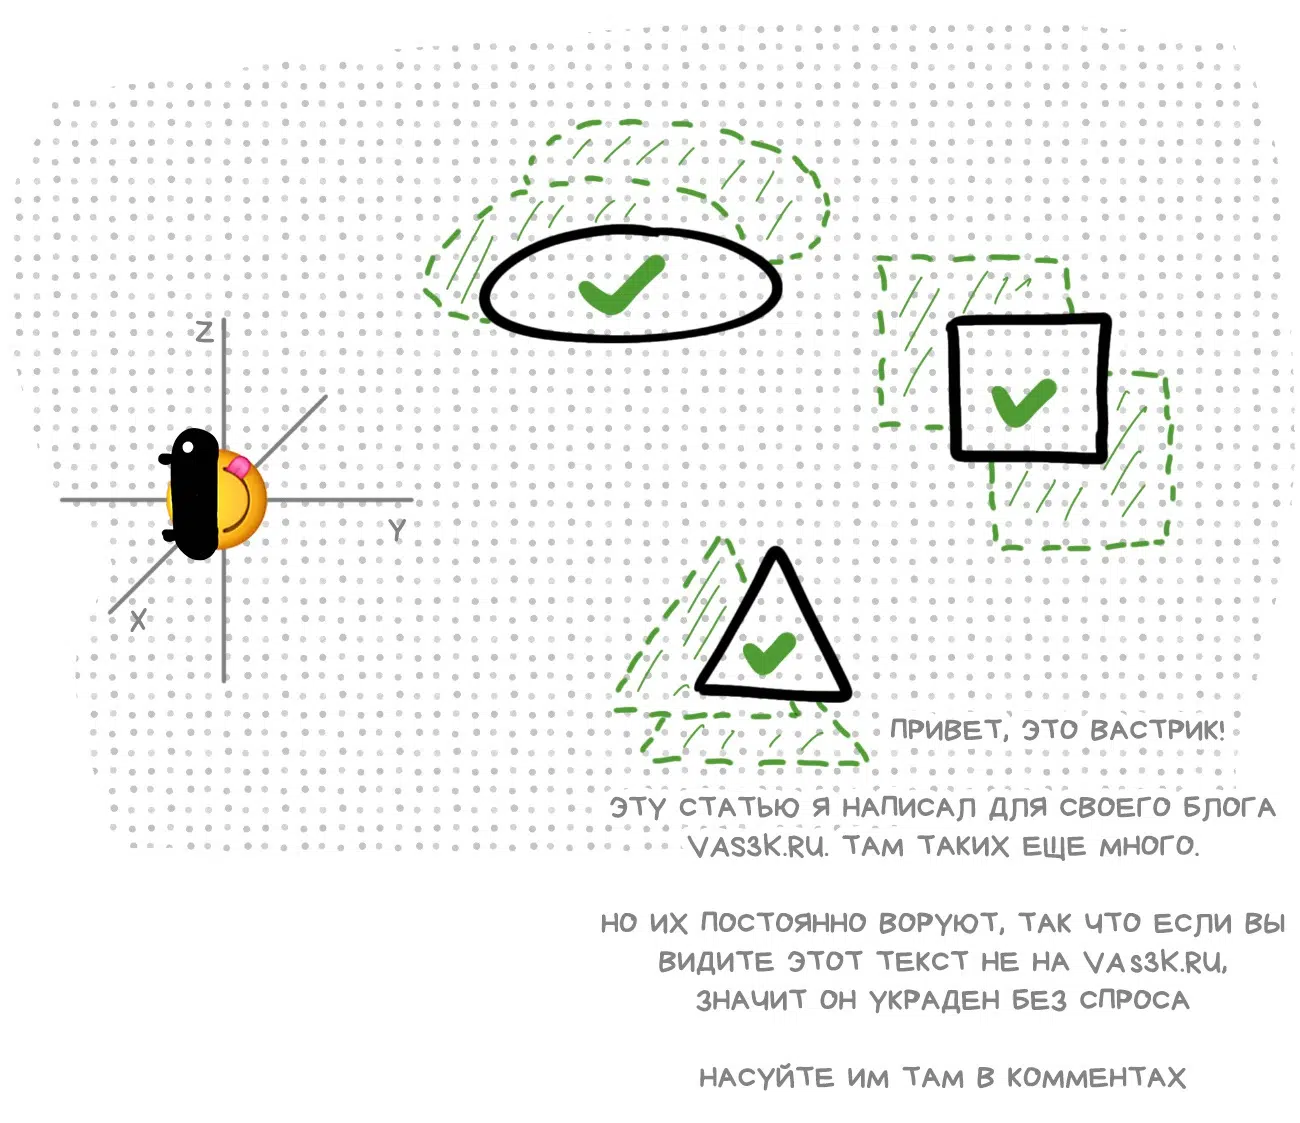 Z
Y
X
ПРИВЕТ, ЭТО ВАСТРИК!
ЭТУ СТАТЬЮ Я НАПИСАЛ ДЛЯ СВОЕГО БЛОГА
VAS3K.RU. ТАМ ТАКИХ ЕЩЕ МНОГО.
НО ИХ ПОСТОЯННО ВОРУЮТ, ТАК ЧТО ЕСЛИ ВЫ
ВИДИТЕ ЭТОТ ТЕКСТ НЕ НА VAS3K.RU,
ЗНАЧИТ ОН УКРАДЕН БЕЗ СПРОСА
НАСУЙТЕ ИМ ТАМ В КОММЕНТАХ